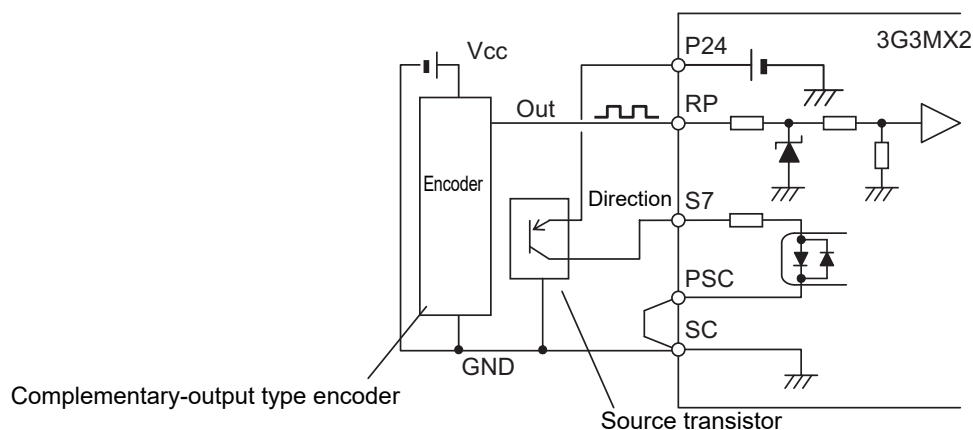 3G3MX2
P24
Vcc
RP
Out
Encoder
Direction
S7
PSC
SC
GND
Complementary-output type encoder
Source transistor